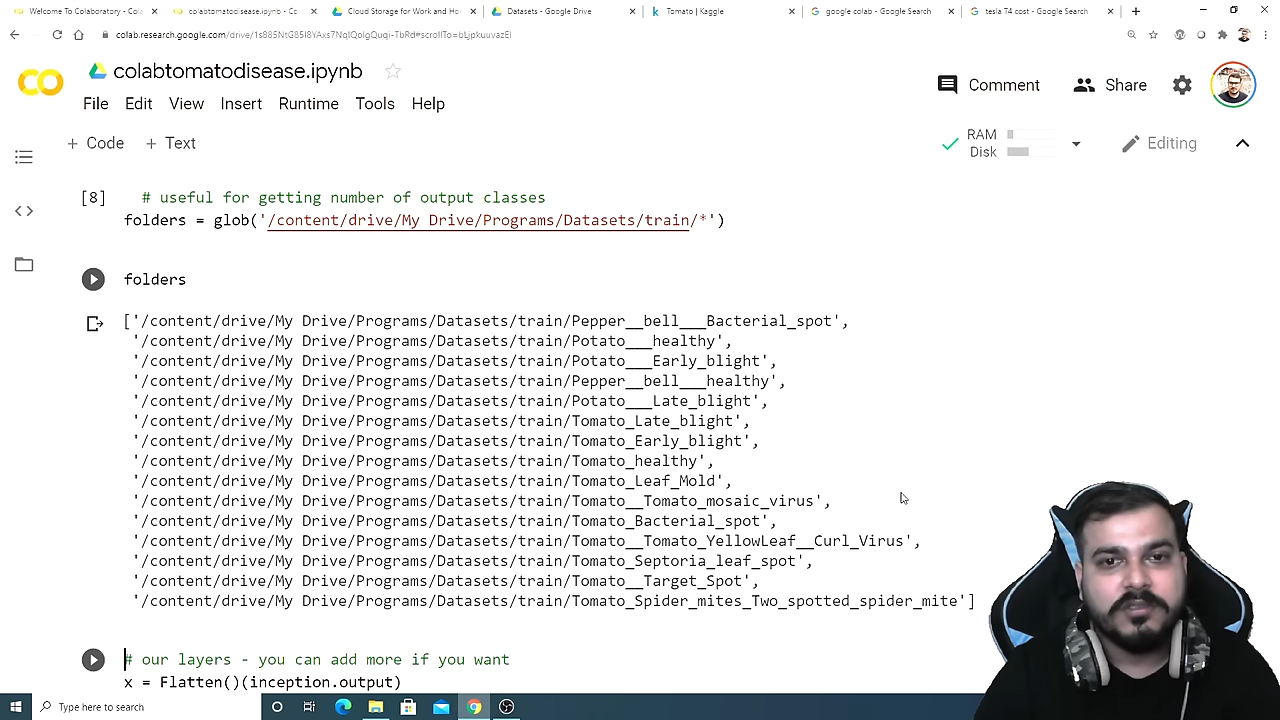 Welcome To Colaboratory - Cola
colabtomatodisease.ipynb - Co
Cloud Storage for Work and Ho
Datasets - Google Drive
Tomato | Kaggle
google colab - Google Search
tesla T4 cost - Google Search
CO
colabtomatodisease.ipynb
Comment
Share
File Edit View Insert Runtime Tools Help
+ Code + Text
RAM
Disk
Editing
[8] # useful for getting number of output classes
folders = glob('/content/drive/My Drive/Programs/Datasets/train/*')
folders
['/content/drive/My Drive/Programs/Datasets/train/Pepper__bell___Bacterial_spot',
'/content/drive/My Drive/Programs/Datasets/train/Potato___healthy',
'/content/drive/My Drive/Programs/Datasets/train/Potato___Early_blight',
'/content/drive/My Drive/Programs/Datasets/train/Pepper__bell___healthy',
'/content/drive/My Drive/Programs/Datasets/train/Potato___Late_blight',
'/content/drive/My Drive/Programs/Datasets/train/Tomato_Late_blight',
'/content/drive/My Drive/Programs/Datasets/train/Tomato_Early_blight',
'/content/drive/My Drive/Programs/Datasets/train/Tomato_healthy',
'/content/drive/My Drive/Programs/Datasets/train/Tomato_Leaf_Mold',
'/content/drive/My Drive/Programs/Datasets/train/Tomato__Tomato_mosaic_virus',
'/content/drive/My Drive/Programs/Datasets/train/Tomato_Bacterial_spot',
'/content/drive/My Drive/Programs/Datasets/train/Tomato__Tomato_YellowLeaf__Curl_Virus',
'/content/drive/My Drive/Programs/Datasets/train/Tomato_Septoria_leaf_spot',
'/content/drive/My Drive/Programs/Datasets/train/Tomato__Target_Spot',
'/content/drive/My Drive/Programs/Datasets/train/Tomato_Spider_mites_Two_spotted_spider_mite']
# our layers - you can add more if you want
x = Flatten()(inception.output)
Type here to search